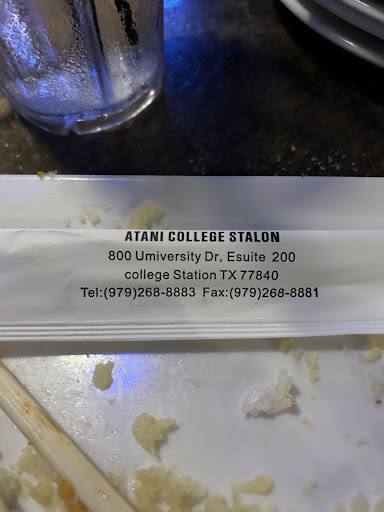 ATANI COLLEGE STALON
800 Umiversity Dr, Esuite 200
college Station TX 77840
Tel:(979)268-8883 Fax:(979)268-8881